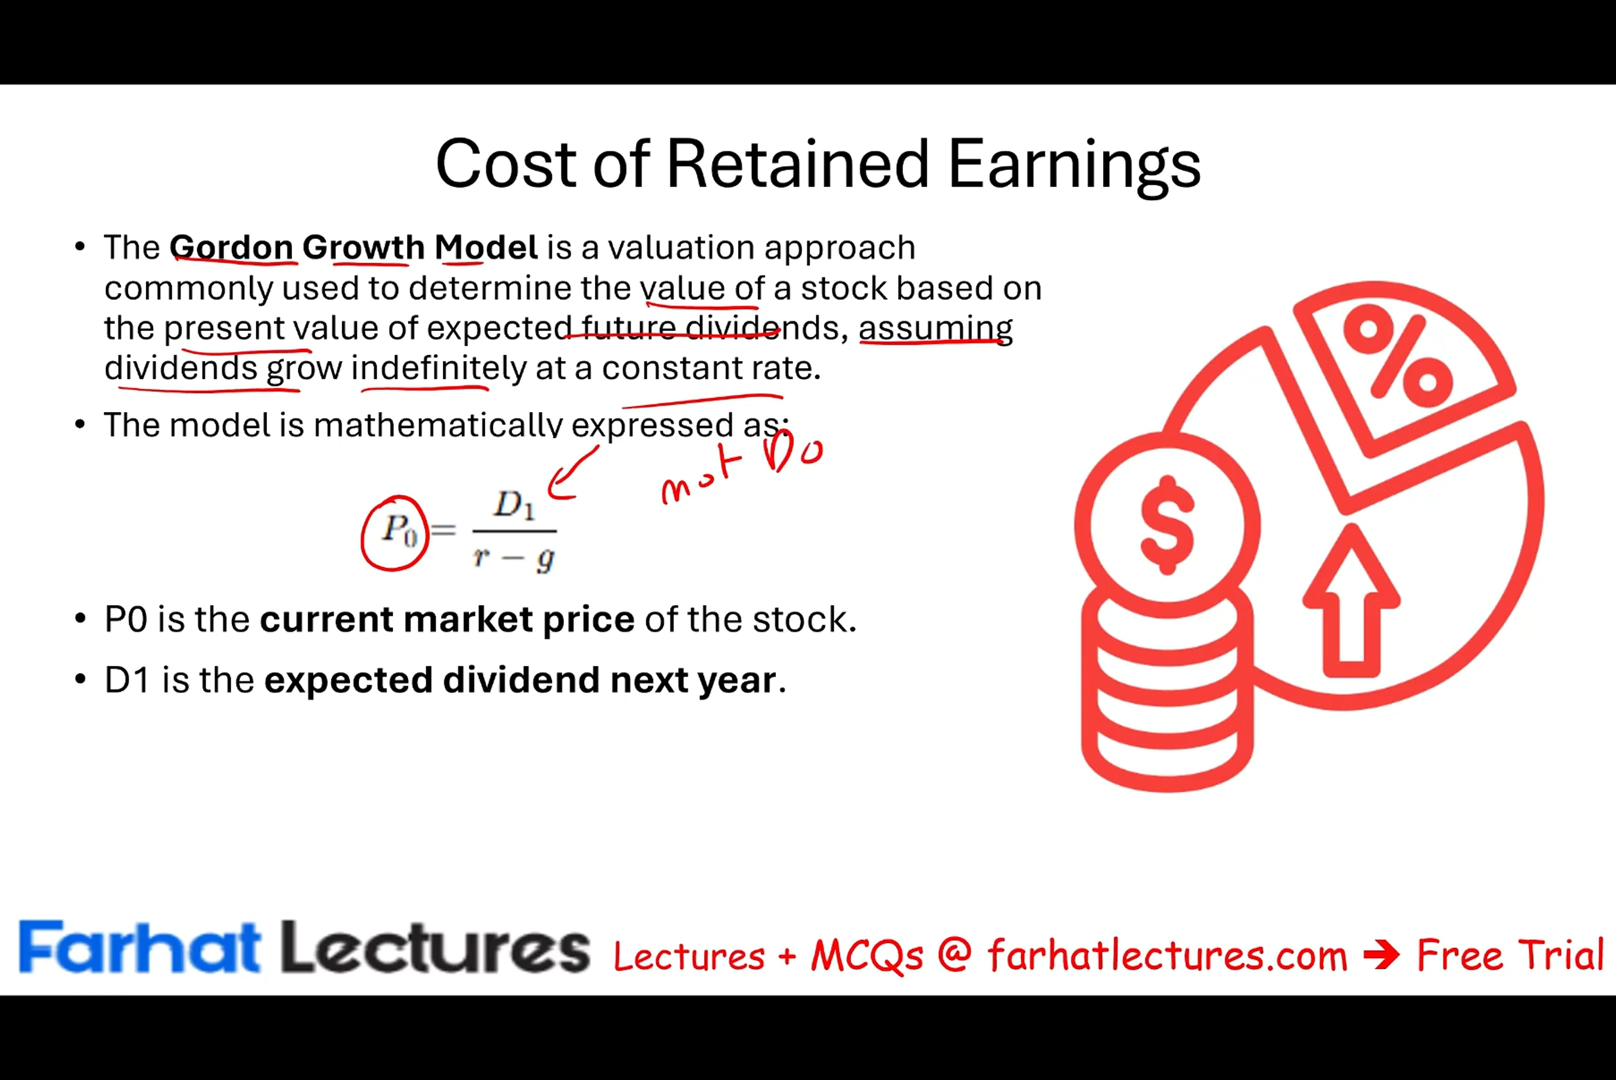 Cost of Retained Earnings
• The Gordon Growth Model is a valuation approach
commonly used to determine the value of a stock based on
the present value of expected future dividends, assuming
dividends grow indefinitely at a constant rate.
• The model is mathematically expressed as:
not D0
P0 = D1 / r − g
• P0 is the current market price of the stock.
• D1 is the expected dividend next year.
%
$
Farhat Lectures Lectures + MCQs @ farhatlectures.com ➔ Free Trial